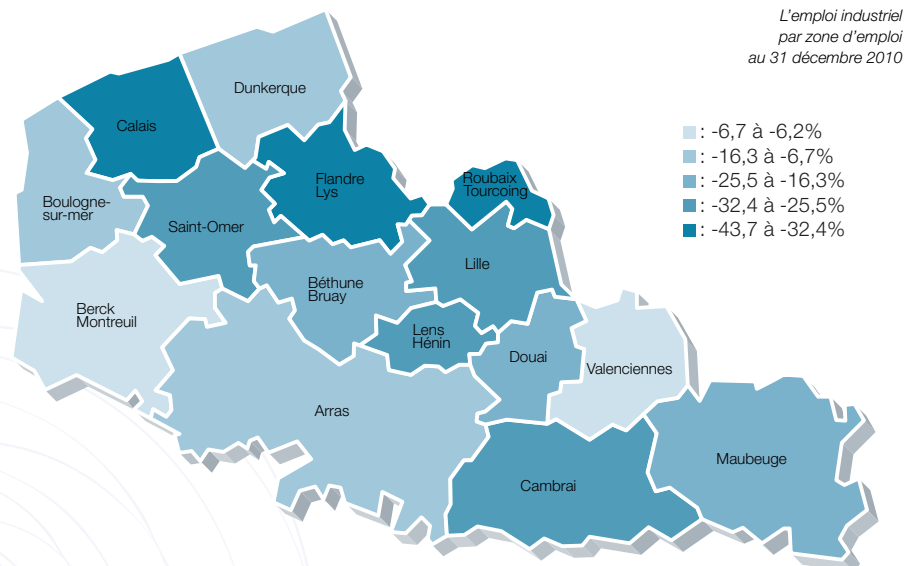 L'emploi industriel
par zone d'emploi
au 31 décembre 2010
: -6,7 à -6,2%
: -16,3 à -6,7%
: -25,5 à -16,3%
: -32,4 à -25,5%
: -43,7 à -32,4%
Dunkerque
Calais
Flandre
Lys
Roubaix
Tourcoing
Boulogne-
sur-mer
Saint-Omer
Lille
Béthune
Bruay
Berck
Montreuil
Lens
Hénin
Douai
Valenciennes
Arras
Maubeuge
Cambrai